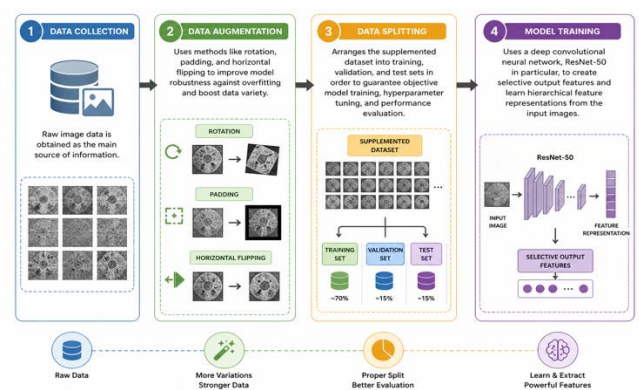 1 DATA COLLECTION
Raw image data is
obtained as the main
source of information.
Raw Data
2 DATA AUGMENTATION
Uses methods like rotation,
padding, and horizontal
flipping to improve model
robustness against overfitting
and boost data variety.
ROTATION
PADDING
HORIZONTAL FLIPPING
More Variations
Stronger Data
3 DATA SPLITTING
Arranges the supplemented
dataset into training,
validation, and test sets in
order to guarantee objective
model training, hyperparameter
tuning, and performance
evaluation.
SUPPLEMENTED
DATASET
...
TRAINING
SET
~70%
VALIDATION
SET
~15%
TEST
SET
~15%
Proper Split
Better Evaluation
4 MODEL TRAINING
Uses a deep convolutional
neural network, ResNet-50
in particular, to create
selective output features and
learn hierarchical feature
representations from the
input images.
ResNet-50
...
INPUT
IMAGE
FEATURE
REPRESENTATION
SELECTIVE OUTPUT
FEATURES
...
Learn & Extract
Powerful Features